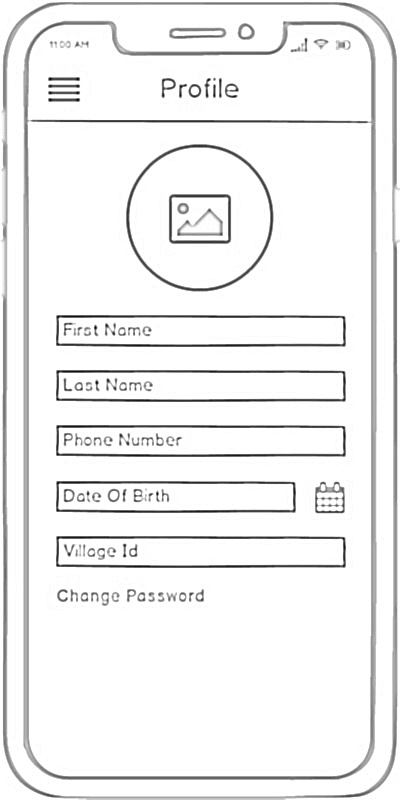 11:00 AM
Profile
First Name
Last Name
Phone Number
Date Of Birth
Village Id
Change Password